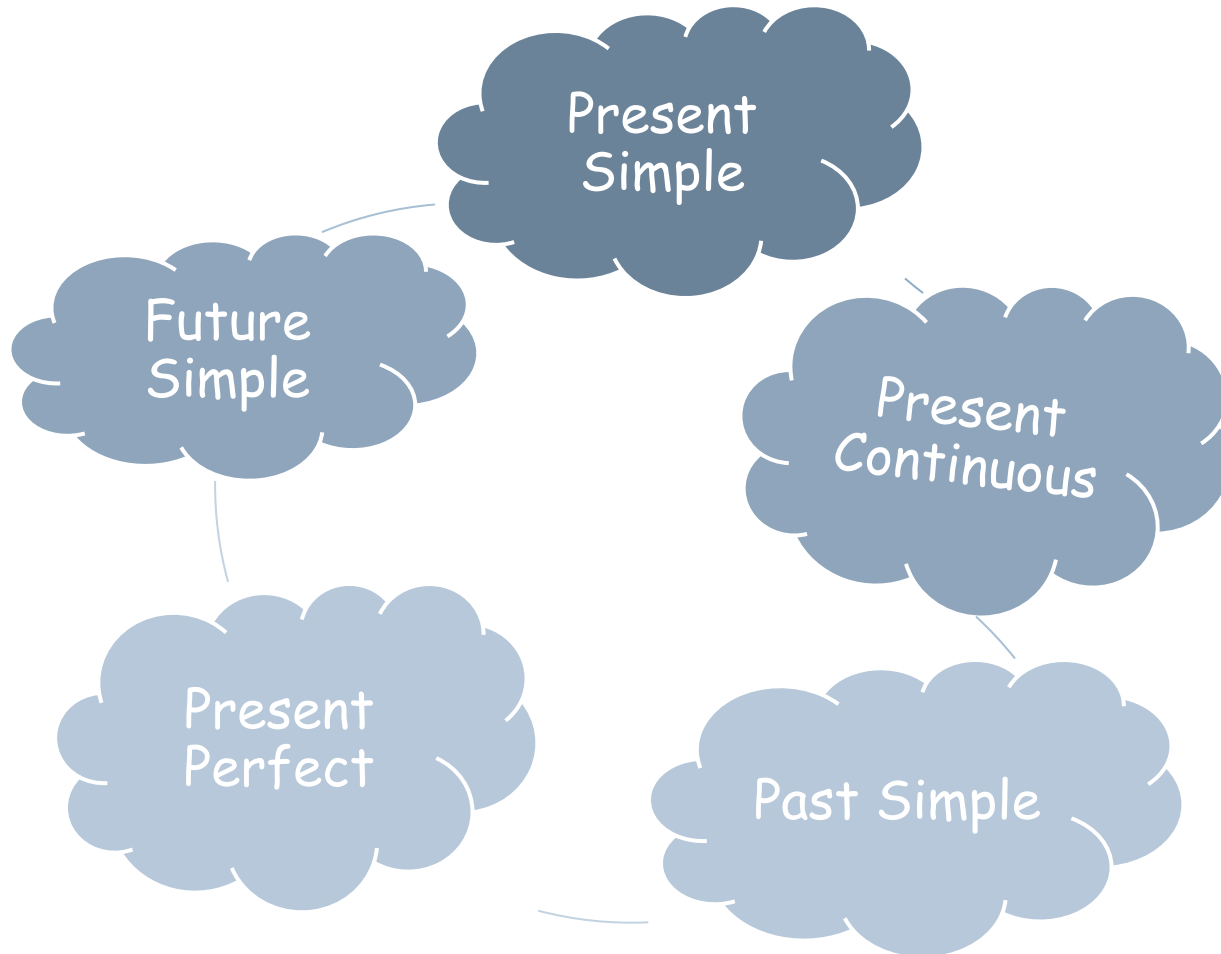 Present
Simple
Future
Simple
Present
Continuous
Present
Perfect
Past Simple